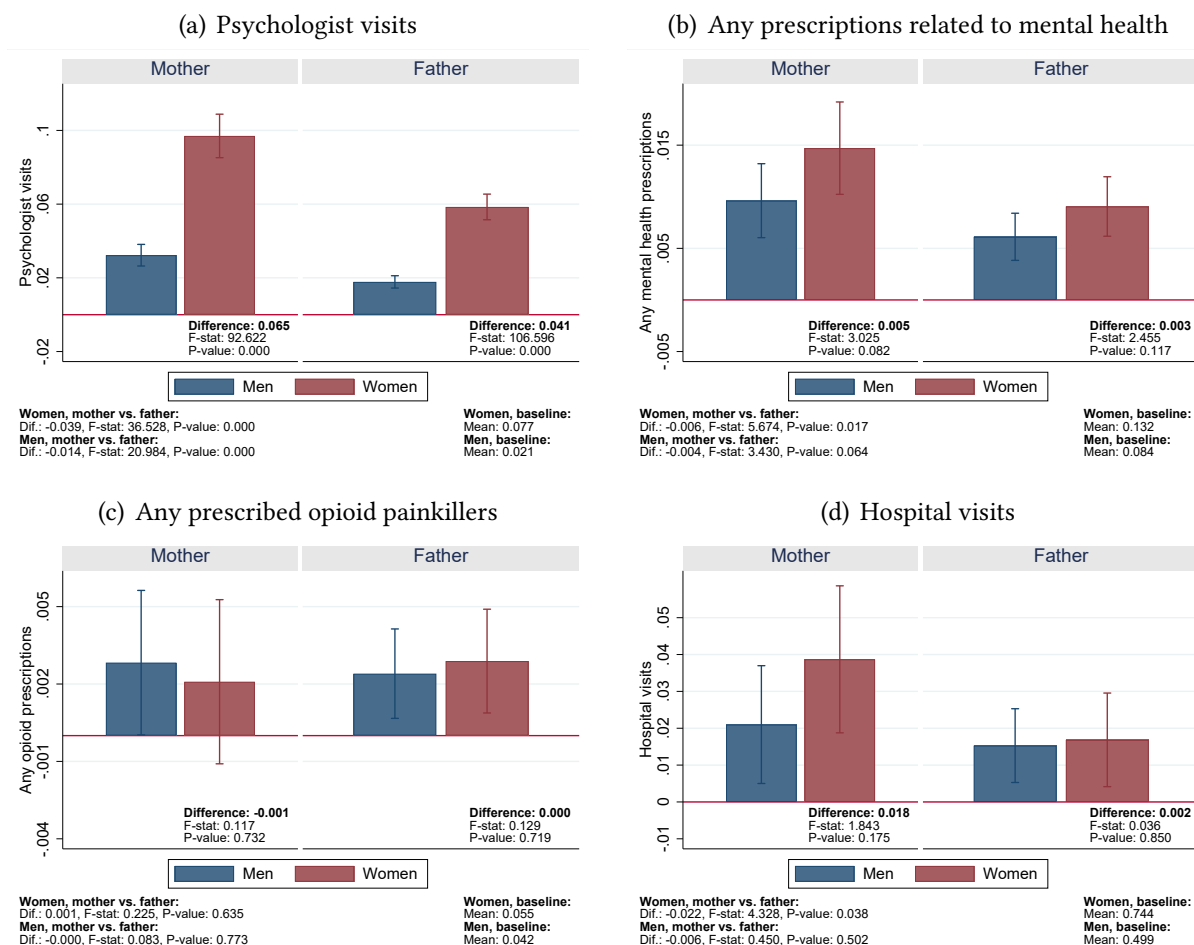 (a) Psychologist visits
Mother
Father
Psychologist visits
.1
.06
.02
-.02
Difference: 0.065
F-stat: 92.622
P-value: 0.000
Difference: 0.041
F-stat: 106.596
P-value: 0.000
Men
Women
Women, mother vs. father:
Dif.: -0.039, F-stat: 36.528, P-value: 0.000
Men, mother vs. father:
Dif.: -0.014, F-stat: 20.984, P-value: 0.000
Women, baseline:
Mean: 0.077
Men, baseline:
Mean: 0.021
(b) Any prescriptions related to mental health
Mother
Father
Any mental health prescriptions
.015
.005
-.005
Difference: 0.005
F-stat: 3.025
P-value: 0.082
Difference: 0.003
F-stat: 2.455
P-value: 0.117
Men
Women
Women, mother vs. father:
Dif.: -0.006, F-stat: 5.674, P-value: 0.017
Men, mother vs. father:
Dif.: -0.004, F-stat: 3.430, P-value: 0.064
Women, baseline:
Mean: 0.132
Men, baseline:
Mean: 0.084
(c) Any prescribed opioid painkillers
Mother
Father
Any opioid prescriptions
.005
.002
-.001
-.004
Difference: -0.001
F-stat: 0.117
P-value: 0.732
Difference: 0.000
F-stat: 0.129
P-value: 0.719
Men
Women
Women, mother vs. father:
Dif.: 0.001, F-stat: 0.225, P-value: 0.635
Men, mother vs. father:
Dif.: -0.000, F-stat: 0.083, P-value: 0.773
Women, baseline:
Mean: 0.055
Men, baseline:
Mean: 0.042
(d) Hospital visits
Mother
Father
Hospital visits
.05
.04
.03
.02
.01
0
-.01
Difference: 0.018
F-stat: 1.843
P-value: 0.175
Difference: 0.002
F-stat: 0.036
P-value: 0.850
Men
Women
Women, mother vs. father:
Dif.: -0.022, F-stat: 4.328, P-value: 0.038
Men, mother vs. father:
Dif.: -0.006, F-stat: 0.450, P-value: 0.502
Women, baseline:
Mean: 0.744
Men, baseline:
Mean: 0.499